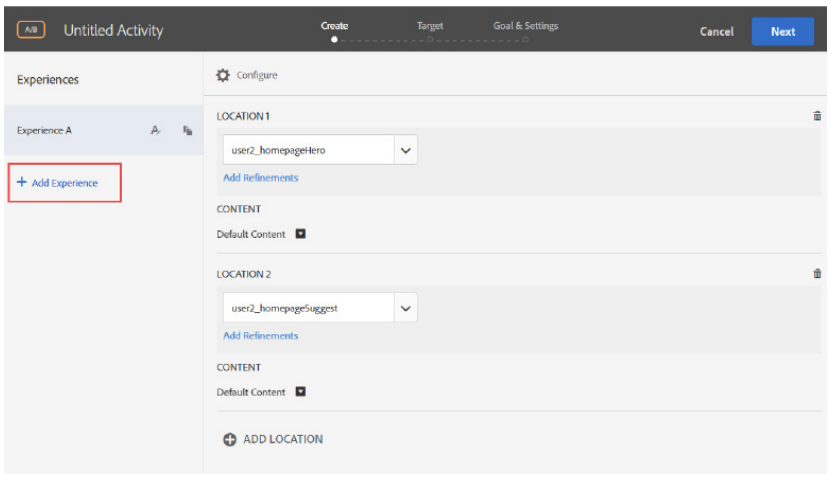 A/B Untitled Activity Create Target Goal & Settings Cancel Next
Experiences
Experience A
+ Add Experience
Configure
LOCATION 1
user2_homepageHero
Add Refinements
CONTENT
Default Content
LOCATION 2
user2_homepageSuggest
Add Refinements
CONTENT
Default Content
ADD LOCATION